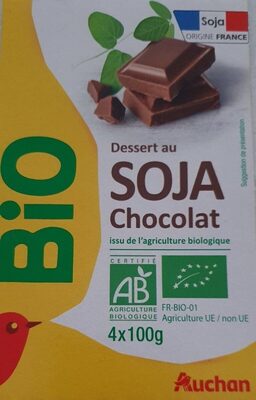 Soja
ORIGINE FRANCE
Dessert au
SOJA
Chocolat
issu de l'agriculture biologique
BiO
Suggestion de présentation
CERTIFIÉ
AB
AGRICULTURE
BIOLOGIQUE
FR-BIO-01
Agriculture UE / non UE
4x100g
Auchan